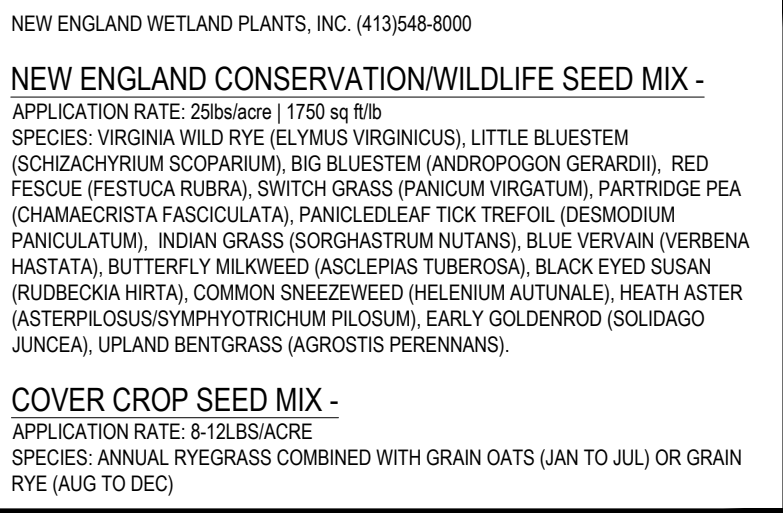 NEW ENGLAND WETLAND PLANTS, INC. (413)548-8000
NEW ENGLAND CONSERVATION/WILDLIFE SEED MIX -
APPLICATION RATE: 25lbs/acre | 1750 sq ft/lb
SPECIES: VIRGINIA WILD RYE (ELYMUS VIRGINICUS), LITTLE BLUESTEM
(SCHIZACHYRIUM SCOPARIUM), BIG BLUESTEM (ANDROPOGON GERARDII), RED
FESCUE (FESTUCA RUBRA), SWITCH GRASS (PANICUM VIRGATUM), PARTRIDGE PEA
(CHAMAECRISTA FASCICULATA), PANICLEDLEAF TICK TREFOIL (DESMODIUM
PANICULATUM), INDIAN GRASS (SORGHASTRUM NUTANS), BLUE VERVAIN (VERBENA
HASTATA), BUTTERFLY MILKWEED (ASCLEPIAS TUBEROSA), BLACK EYED SUSAN
(RUDBECKIA HIRTA), COMMON SNEEZEWEED (HELENIUM AUTUNALE), HEATH ASTER
(ASTERPILOSUS/SYMPHYOTRICHUM PILOSUM), EARLY GOLDENROD (SOLIDAGO
JUNCEA), UPLAND BENTGRASS (AGROSTIS PERENNANS).
COVER CROP SEED MIX -
APPLICATION RATE: 8-12LBS/ACRE
SPECIES: ANNUAL RYEGRASS COMBINED WITH GRAIN OATS (JAN TO JUL) OR GRAIN
RYE (AUG TO DEC)